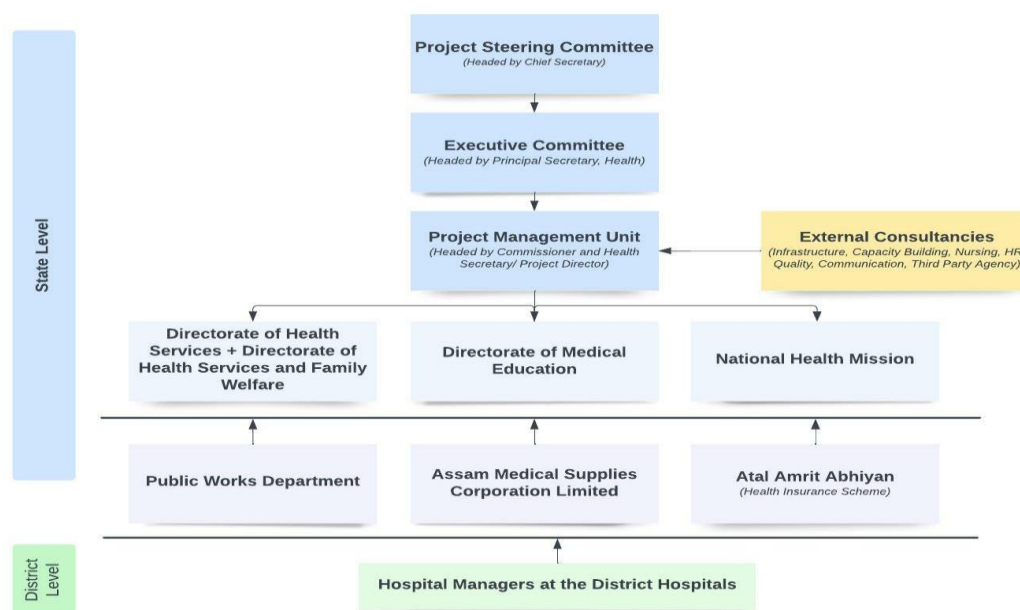 Project Steering Committee
(Headed by Chief Secretary)
Executive Committee
(Headed by Principal Secretary, Health)
Project Management Unit
(Headed by Commissioner and Health
Secretary/ Project Director)
External Consultancies
(Infrastructure, Capacity Building, Nursing, HR
Quality, Communication, Third Party Agency)
State Level
Directorate of Health
Services + Directorate of
Health Services and Family
Welfare
Directorate of Medical
Education
National Health Mission
Public Works Department
Assam Medical Supplies
Corporation Limited
Atal Amrit Abhiyan
(Health Insurance Scheme)
District
Level
Hospital Managers at the District Hospitals